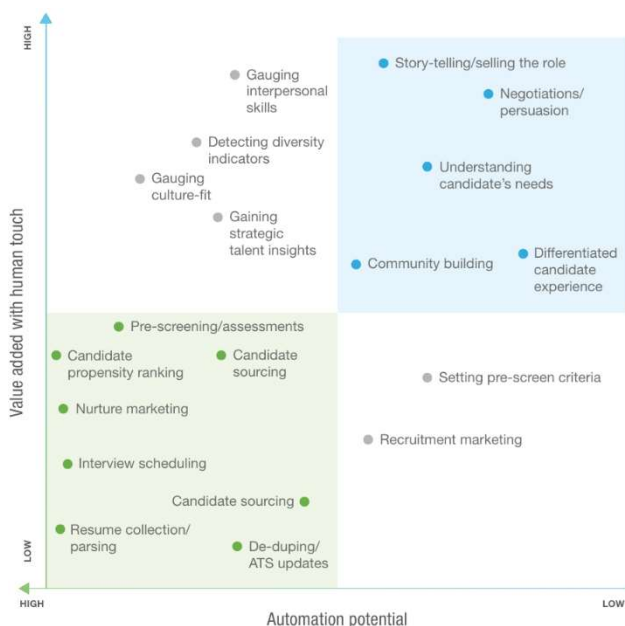 HIGH
Story-telling/selling the role
Gauging
interpersonal
skills
Negotiations/
persuasion
Detecting diversity
indicators
Understanding
candidate's needs
Gauging
culture-fit
Gaining
strategic
talent insights
Community building
Differentiated
candidate
experience
Value added with human touch
Pre-screening/assessments
Candidate
propensity ranking
Candidate
sourcing
Setting pre-screen criteria
Nurture marketing
Recruitment marketing
Interview scheduling
Candidate sourcing
Resume collection/
parsing
De-duping/
ATS updates
LOW
HIGH
LOW
Automation potential